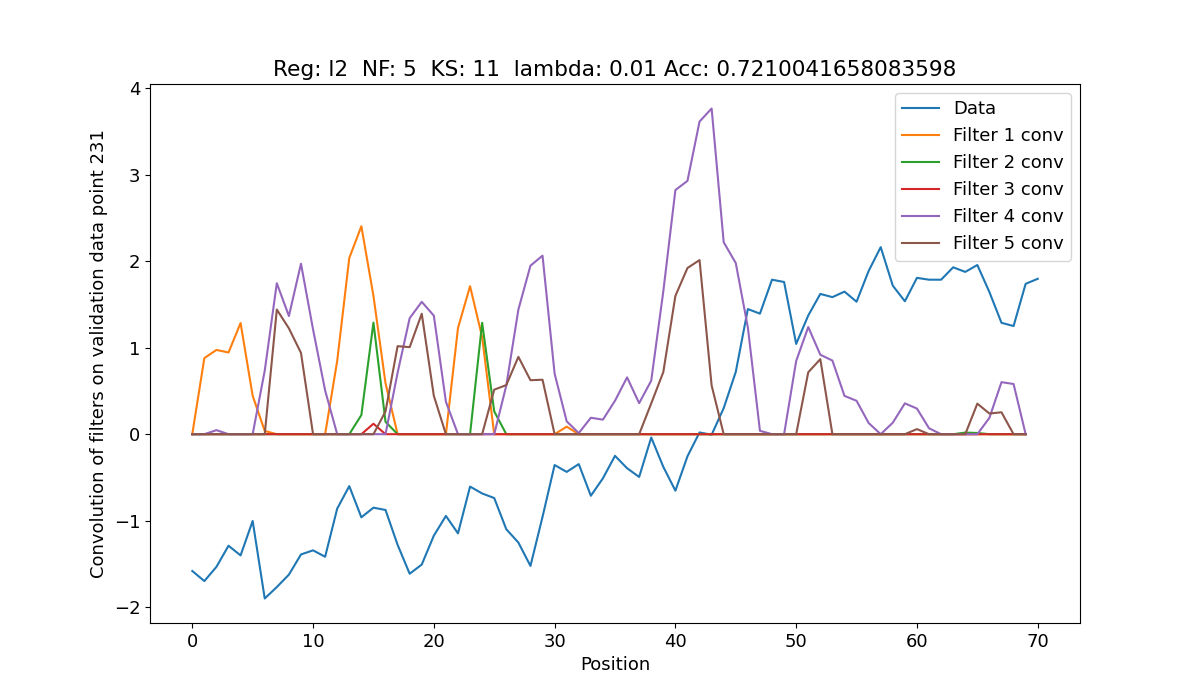 Reg: l2  NF: 5  KS: 11  lambda: 0.01 Acc: 0.7210041658083598
Convolution of filters on validation data point 231
4
3
2
1
0
−1
−2
Data
Filter 1 conv
Filter 2 conv
Filter 3 conv
Filter 4 conv
Filter 5 conv
0 10 20 30 40 50 60 70
Position